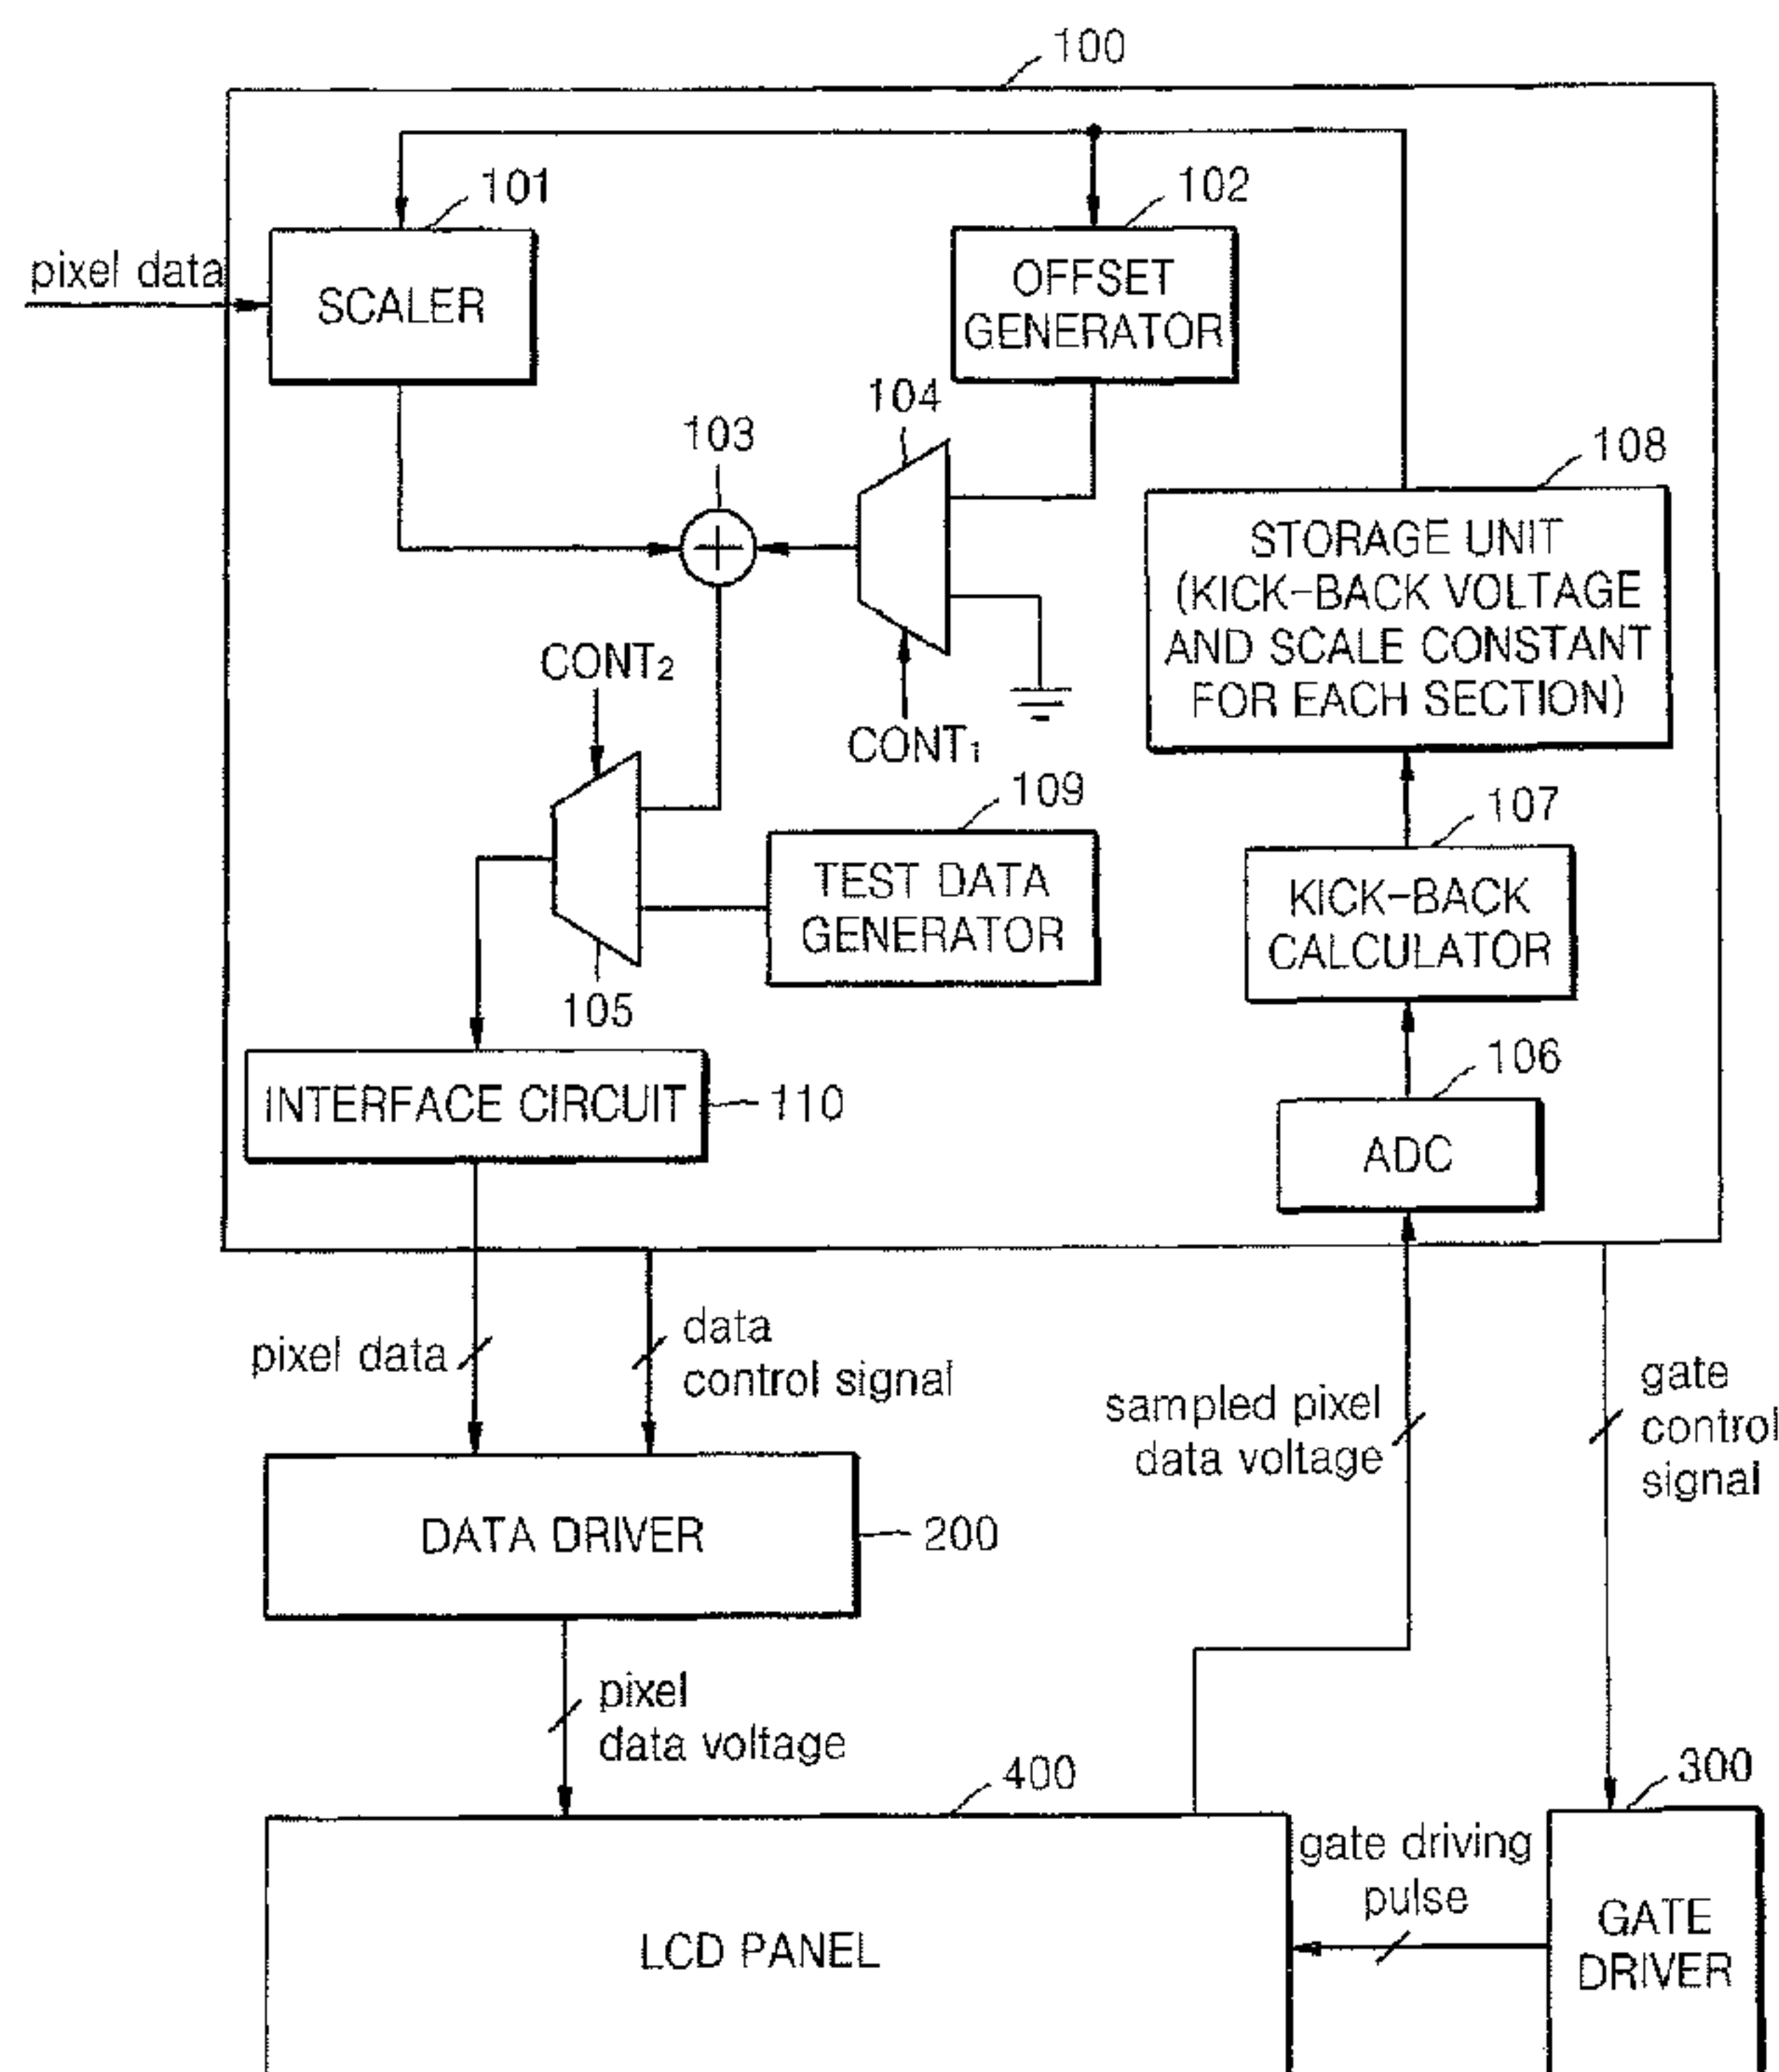 100
101
102
pixel data
SCALER
OFFSET
GENERATOR
104
103
108
STORAGE UNIT
(KICK-BACK VOLTAGE
AND SCALE CONSTANT
FOR EACH SECTION)
CONT₂
CONT₁
109
107
TEST DATA
GENERATOR
KICK-BACK
CALCULATOR
105
106
INTERFACE CIRCUIT
110
ADC
pixel data
data
control signal
sampled pixel
data voltage
gate
control
signal
DATA DRIVER
200
pixel
data voltage
400
300
gate driving
pulse
LCD PANEL
GATE
DRIVER